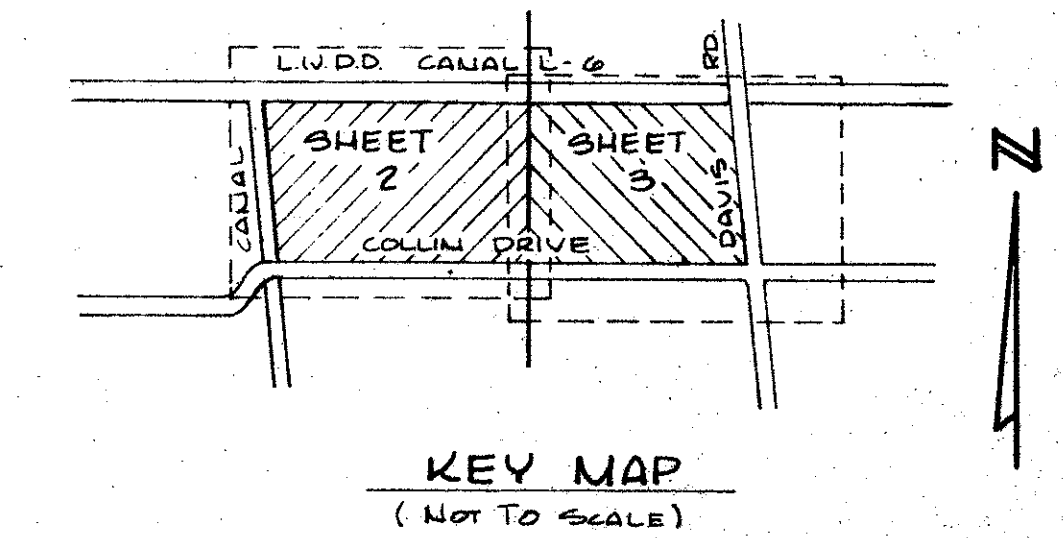 L.W.D.D. CANAL L-6
RD.
SHEET
2
SHEET
3
CANAL
DAVIS
COLLIN DRIVE
N
KEY MAP
(NOT TO SCALE)